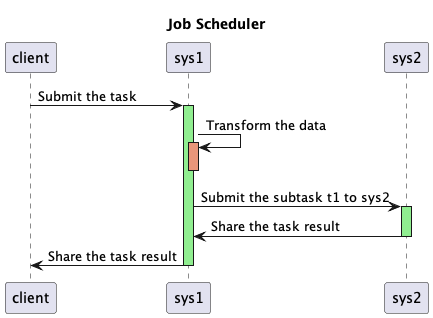 Job Scheduler
client sys1 sys2
Submit the task
Transform the data
Submit the subtask t1 to sys2
Share the task result
Share the task result
client sys1 sys2